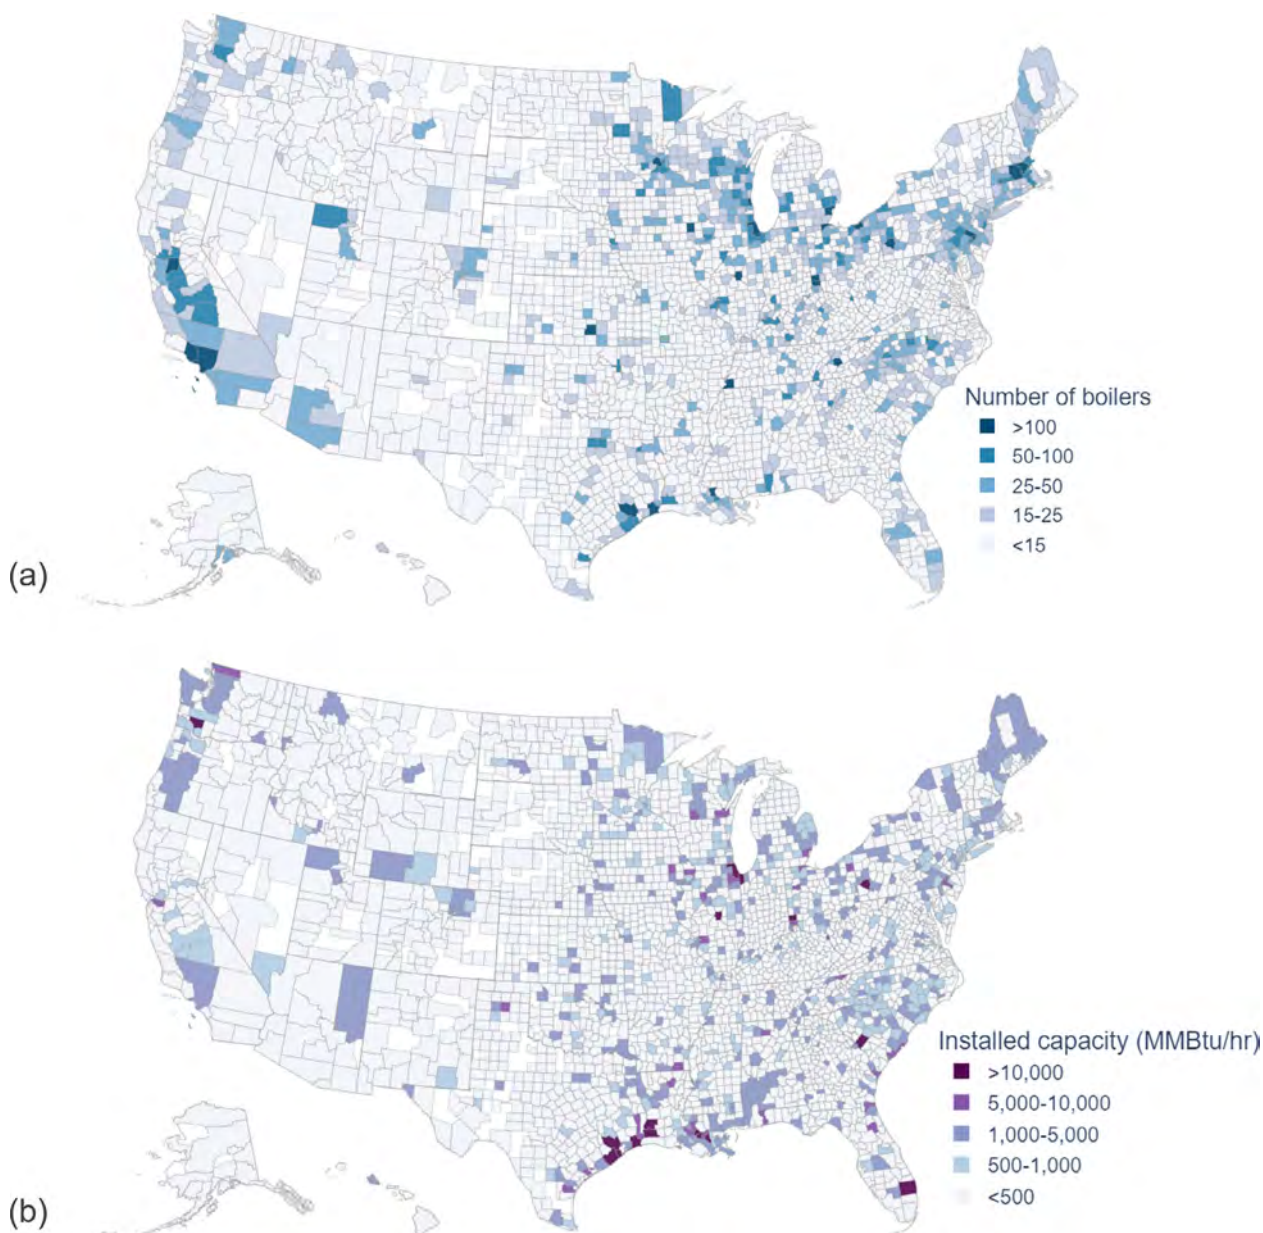 Number of boilers
>100
50-100
25-50
15-25
<15
(a)
Installed capacity (MMBtu/hr)
>10,000
5,000-10,000
1,000-5,000
500-1,000
<500
(b)